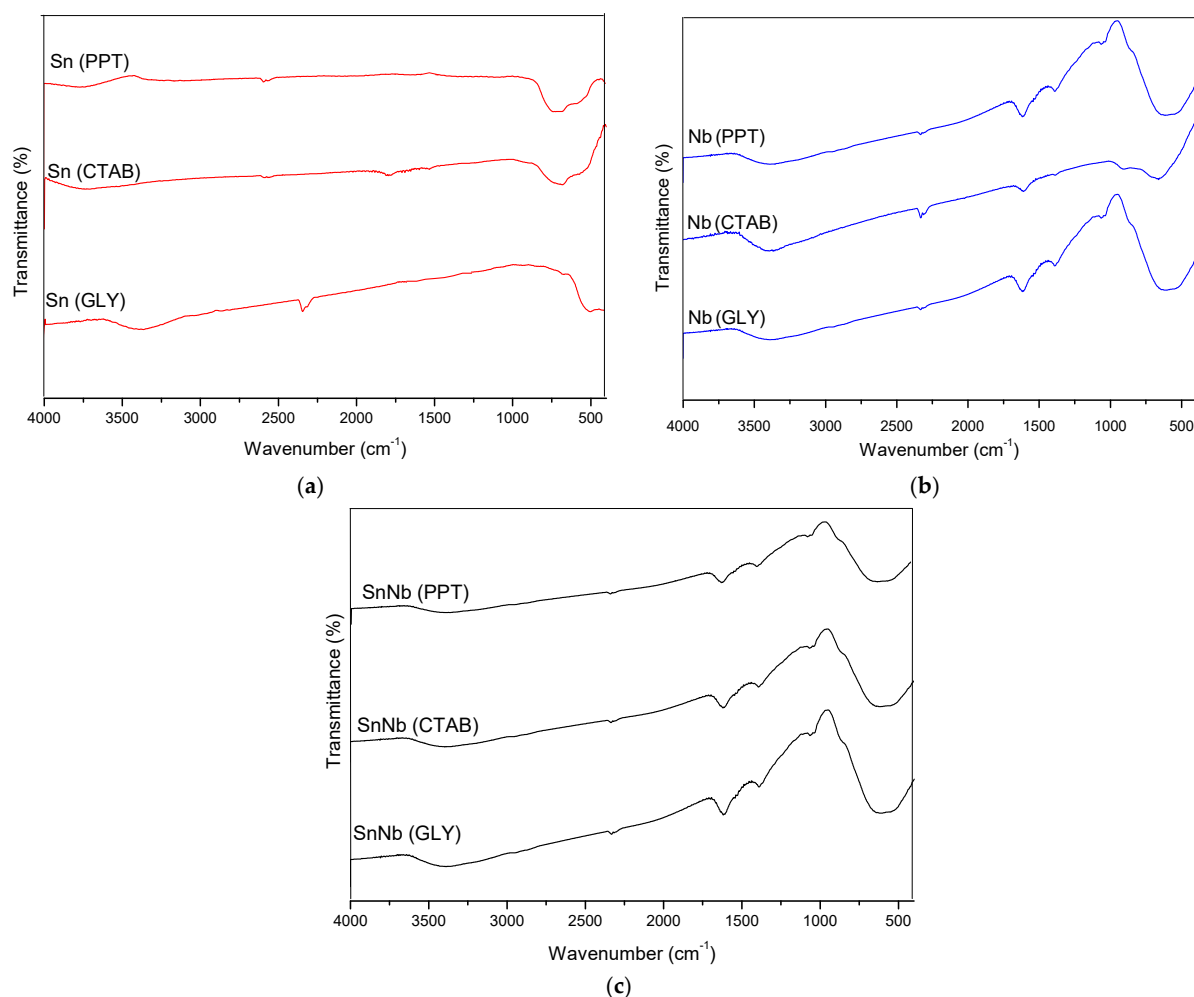 Transmittance (%)
Sn (PPT)
Sn (CTAB)
Sn (GLY)
4000 3500 3000 2500 2000 1500 1000 500
Wavenumber (cm⁻¹)
(a)
Transmittance (%)
Nb (PPT)
Nb (CTAB)
Nb (GLY)
4000 3500 3000 2500 2000 1500 1000 500
Wavenumber (cm⁻¹)
(b)
Transmittance (%)
SnNb (PPT)
SnNb (CTAB)
SnNb (GLY)
4000 3500 3000 2500 2000 1500 1000 500
Wavenumber (cm⁻¹)
(c)